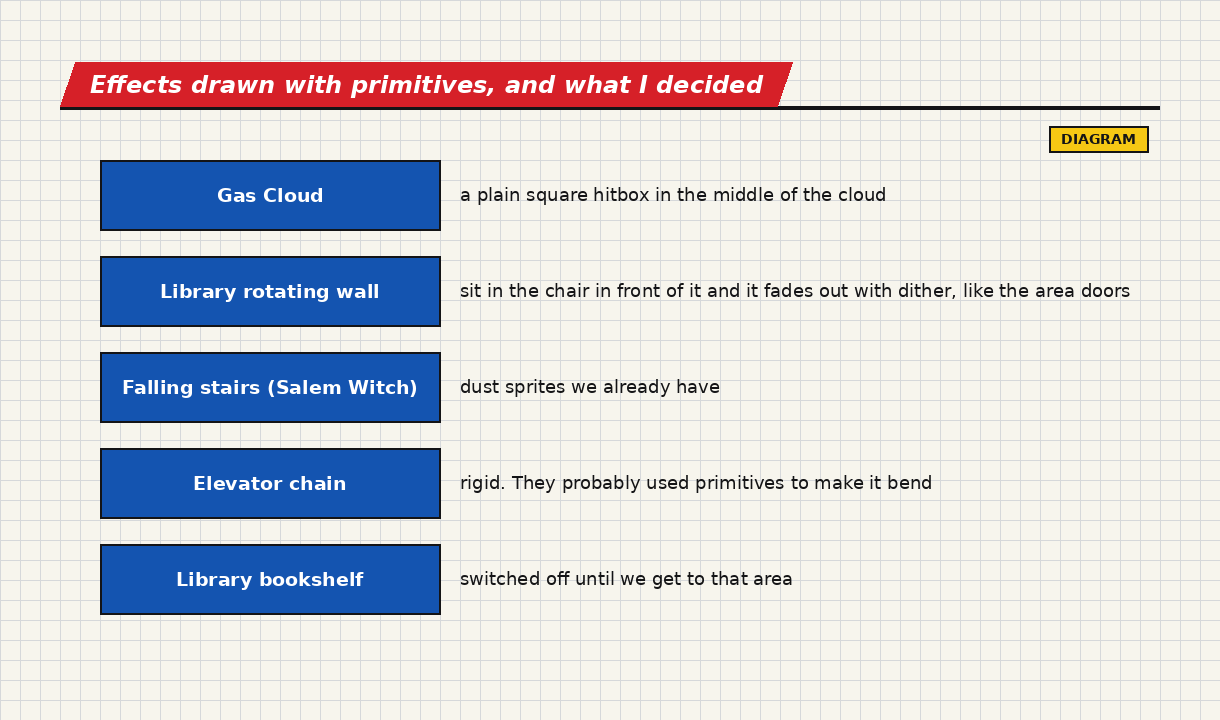 Effects drawn with primitives, and what I decided
DIAGRAM
Gas Cloud
a plain square hitbox in the middle of the cloud
Library rotating wall
sit in the chair in front of it and it fades out with dither, like the area doors
Falling stairs (Salem Witch)
dust sprites we already have
Elevator chain
rigid. They probably used primitives to make it bend
Library bookshelf
switched off until we get to that area